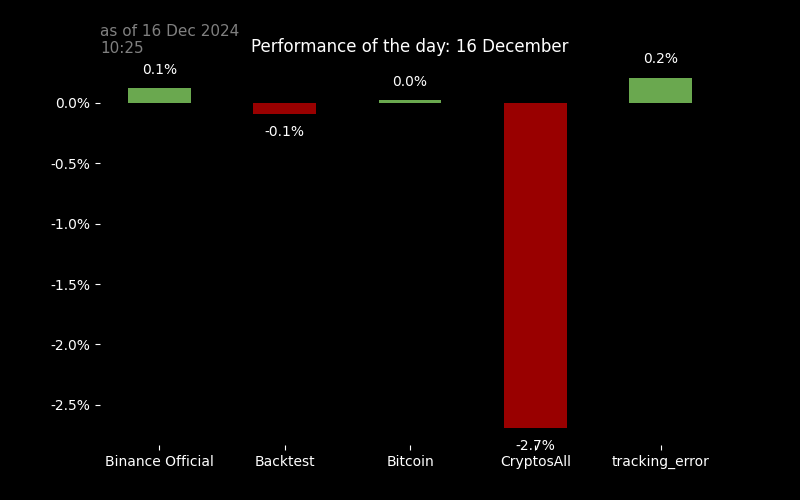 as of 16 Dec 2024
10:25
Performance of the day: 16 December
0.1%
-0.1%
0.0%
-2.7%
0.2%
0.0%
-0.5%
-1.0%
-1.5%
-2.0%
-2.5%
Binance Official
Backtest
Bitcoin
CryptosAll
tracking_error